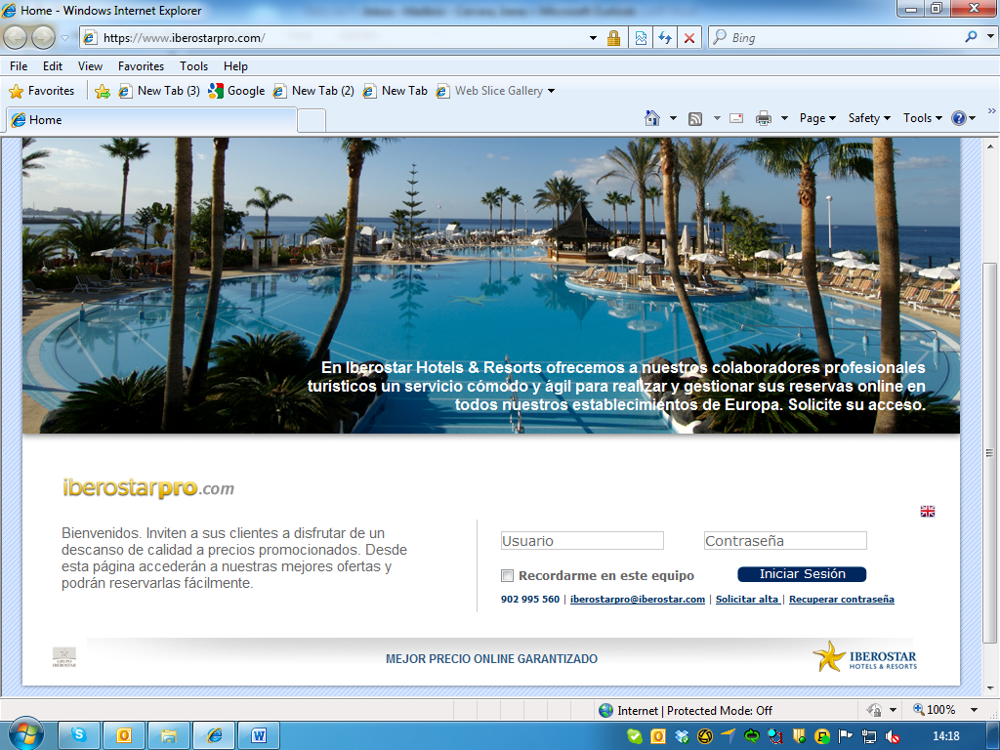 Home - Windows Internet Explorer
https://www.iberostarpro.com/
Bing
File Edit View Favorites Tools Help
Favorites New Tab (3) Google New Tab (2) New Tab Web Slice Gallery
Home
Page Safety Tools
En Iberostar Hotels & Resorts ofrecemos a nuestros colaboradores profesionales
turísticos un servicio cómodo y ágil para realizar y gestionar sus reservas online en
todos nuestros establecimientos de Europa. Solicite su acceso.
iberostarpro.com
Bienvenidos. Inviten a sus clientes a disfrutar de un
descanso de calidad a precios promocionados. Desde
esta página accederán a nuestras mejores ofertas y
podrán reservarlas fácilmente.
Usuario Contraseña
Recordarme en este equipo Iniciar Sesión
902 995 560 | iberostarpro@iberostar.com | Solicitar alta | Recuperar contraseña
GRUPO
IBEROSTAR
MEJOR PRECIO ONLINE GARANTIZADO
IBEROSTAR
HOTELS & RESORTS
Internet | Protected Mode: Off 100%
14:18